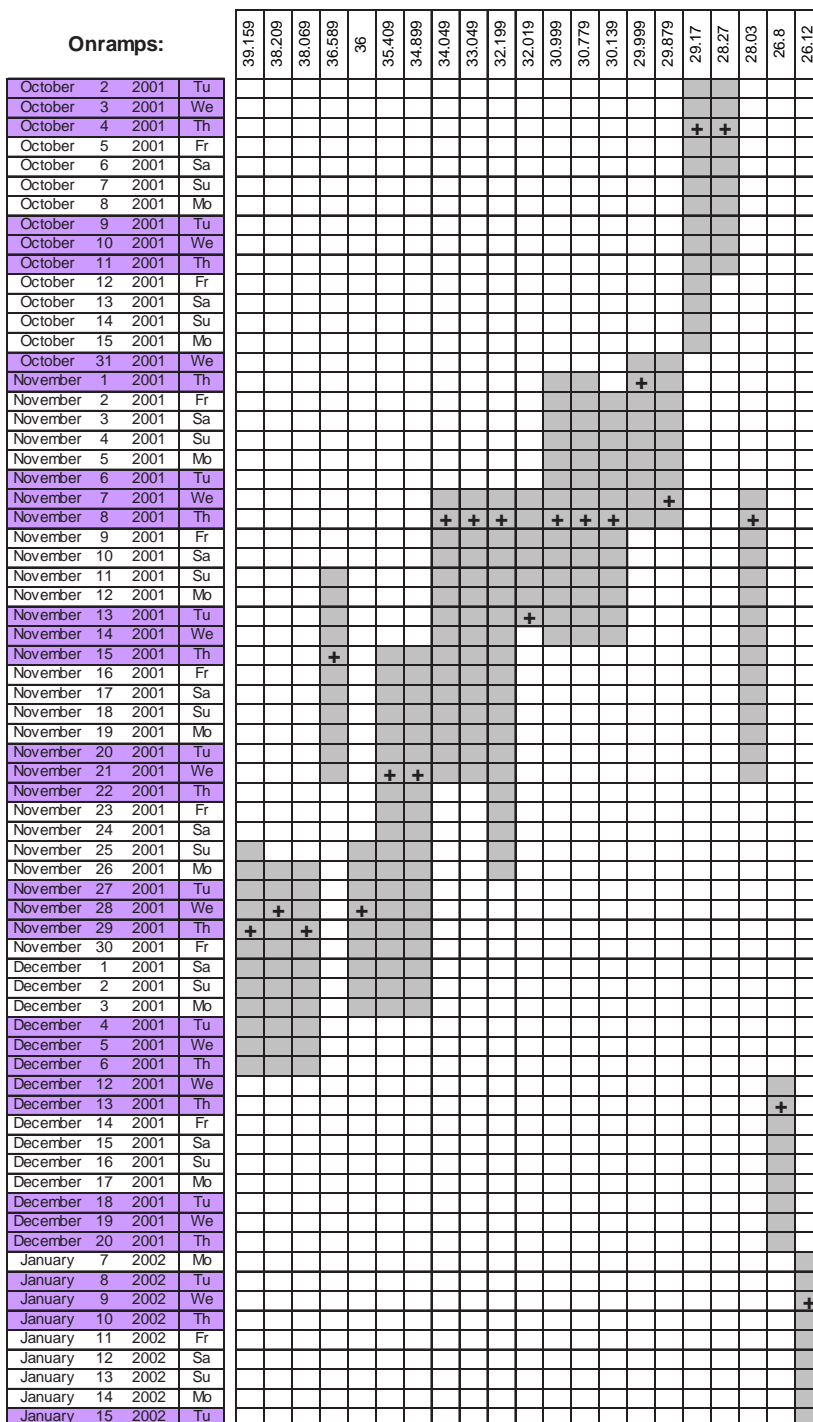 Onramps: 39.159 38.209 38.069 36.589 36 35.409 34.899 34.049 33.049 32.199 32.019 30.999 30.779 30.139 29.999 29.879 29.17 28.27 28.03 26.8 26.12
October 2 2001 Tu
October 3 2001 We
October 4 2001 Th + +
October 5 2001 Fr
October 6 2001 Sa
October 7 2001 Su
October 8 2001 Mo
October 9 2001 Tu
October 10 2001 We
October 11 2001 Th
October 12 2001 Fr
October 13 2001 Sa
October 14 2001 Su
October 15 2001 Mo
October 31 2001 We
November 1 2001 Th +
November 2 2001 Fr
November 3 2001 Sa
November 4 2001 Su
November 5 2001 Mo
November 6 2001 Tu
November 7 2001 We +
November 8 2001 Th + + + + + + +
November 9 2001 Fr
November 10 2001 Sa
November 11 2001 Su
November 12 2001 Mo
November 13 2001 Tu +
November 14 2001 We
November 15 2001 Th +
November 16 2001 Fr
November 17 2001 Sa
November 18 2001 Su
November 19 2001 Mo
November 20 2001 Tu
November 21 2001 We + +
November 22 2001 Th
November 23 2001 Fr
November 24 2001 Sa
November 25 2001 Su
November 26 2001 Mo
November 27 2001 Tu
November 28 2001 We + +
November 29 2001 Th + +
November 30 2001 Fr
December 1 2001 Sa
December 2 2001 Su
December 3 2001 Mo
December 4 2001 Tu
December 5 2001 We
December 6 2001 Th
December 12 2001 We
December 13 2001 Th +
December 14 2001 Fr
December 15 2001 Sa
December 16 2001 Su
December 17 2001 Mo
December 18 2001 Tu
December 19 2001 We
December 20 2001 Th
January 7 2002 Mo
January 8 2002 Tu
January 9 2002 We +
January 10 2002 Th
January 11 2002 Fr
January 12 2002 Sa
January 13 2002 Su
January 14 2002 Mo
January 15 2002 Tu